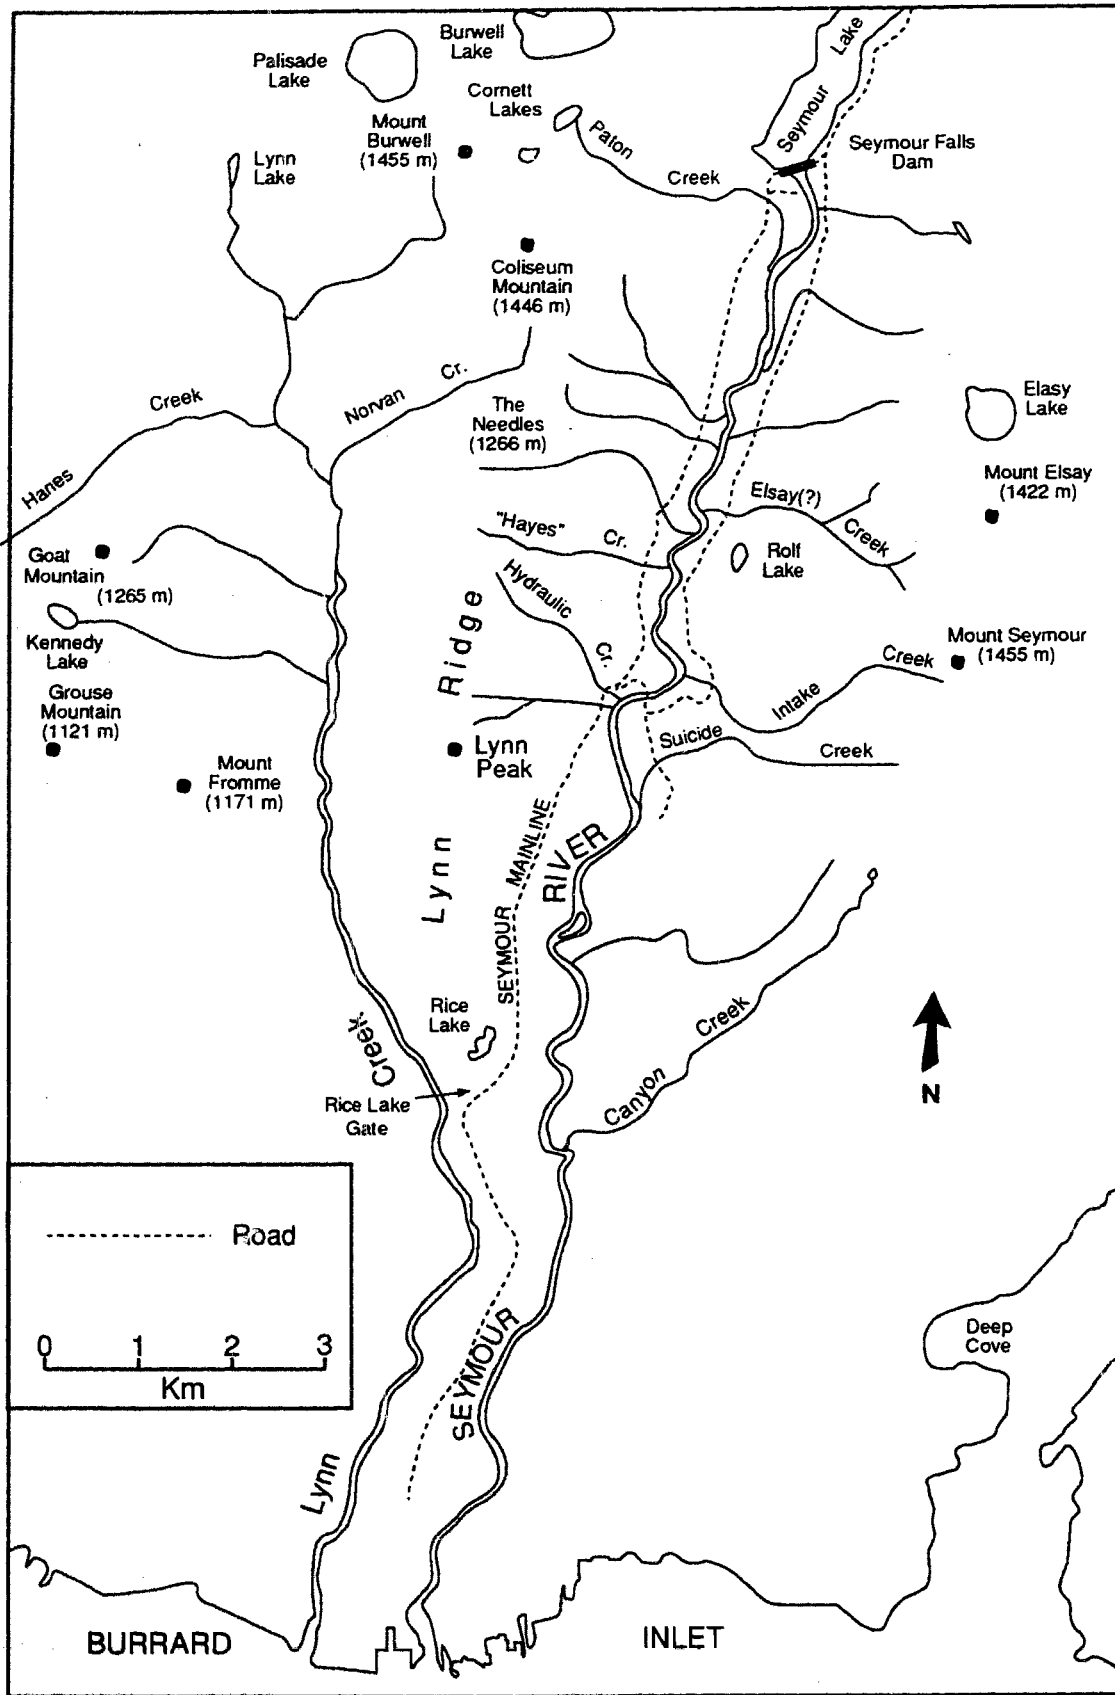 Burwell
Lake
Palisade
Lake
Cornett
Lakes
Mount
Burwell
(1455 m)
Lynn
Lake
Paton
Creek
Seymour
Lake
Seymour Falls
Dam
Coliseum
Mountain
(1446 m)
Norvan Cr.
Hanes Creek
The
Needles
(1266 m)
Elasy
Lake
Mount Elsay
(1422 m)
Elsay(?)
Creek
"Hayes" Cr.
Rolf
Lake
Hydraulic
Cr.
Goat
Mountain
(1265 m)
Kennedy
Lake
Grouse
Mountain
(1121 m)
Mount
Fromme
(1171 m)
Mount Seymour
(1455 m)
Intake Creek
Suicide Creek
Lynn Ridge
Lynn
Peak
SEYMOUR MAINLINE
SEYMOUR RIVER
Rice
Lake
Rice Lake
Gate
Canyon Creek
Lynn Creek
N
Road
0 1 2 3
Km
Deep
Cove
BURRARD INLET